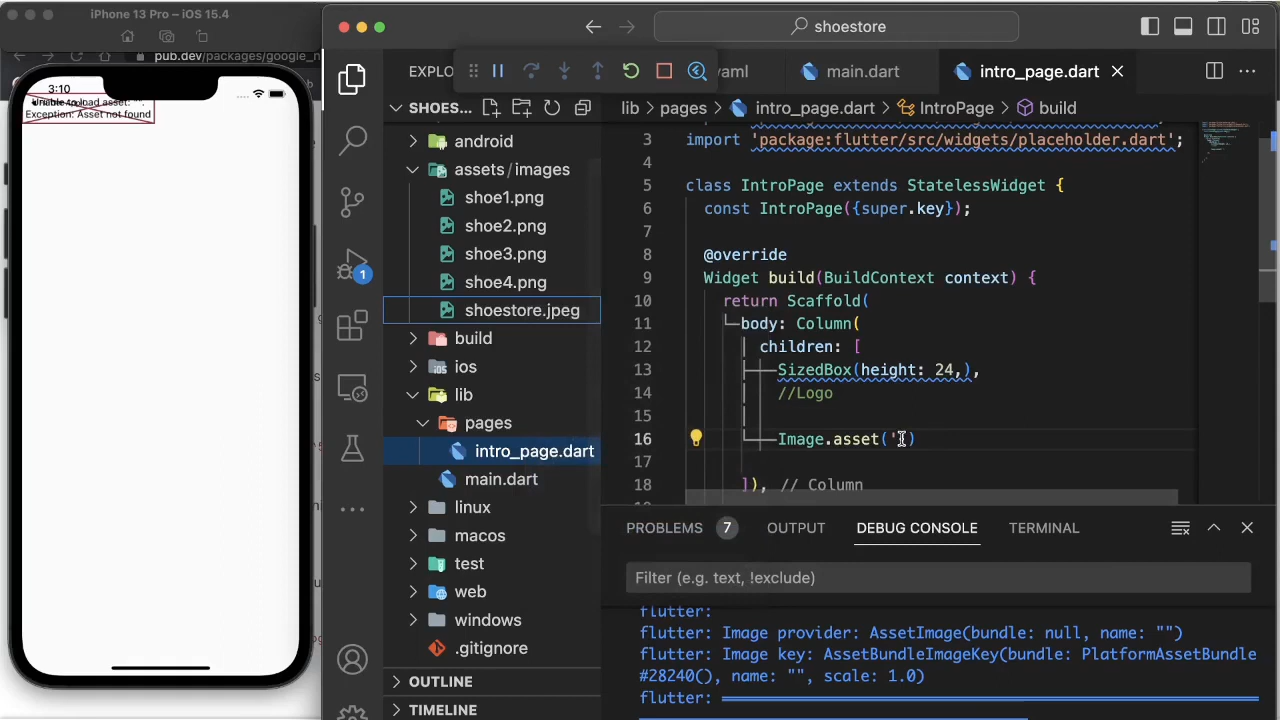 iPhone 13 Pro – iOS 15.4
pub.dev/packages/google_n
3:10
Unable to load asset: "".
Exception: Asset not found
shoestore
EXPLO
yaml
main.dart
intro_page.dart
SHOES...
lib > pages > intro_page.dart > IntroPage > build
android
assets / images
shoe1.png
shoe2.png
shoe3.png
shoe4.png
shoestore.jpeg
build
ios
lib
pages
intro_page.dart
main.dart
linux
macos
test
web
windows
.gitignore
OUTLINE
TIMELINE
1
3 import 'package:flutter/src/widgets/placeholder.dart';
4
5 class IntroPage extends StatelessWidget {
6 const IntroPage({super.key});
7
8 @override
9 Widget build(BuildContext context) {
10 return Scaffold(
11 body: Column(
12 children: [
13 SizedBox(height: 24,),
14 //Logo
15
16 Image.asset('')
17
18 ]), // Column
PROBLEMS 7 OUTPUT DEBUG CONSOLE TERMINAL
Filter (e.g. text, !exclude)
flutter:
flutter: Image provider: AssetImage(bundle: null, name: "")
flutter: Image key: AssetBundleImageKey(bundle: PlatformAssetBundle
#28240(), name: "", scale: 1.0)
flutter: